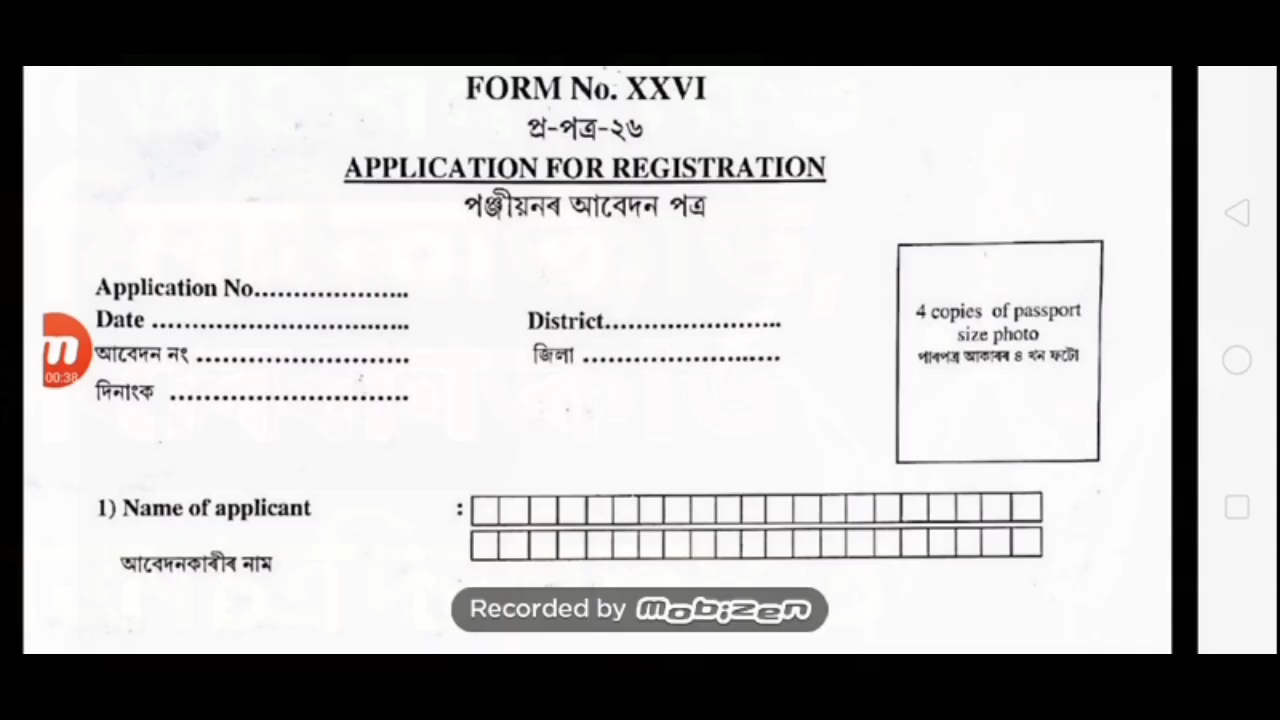 FORM No. XXVI
প্ৰ-পত্ৰ-২৬
APPLICATION FOR REGISTRATION
পঞ্জীয়নৰ আবেদন পত্ৰ
Application No....................
Date ................................
District......................
আবেদন নং ...........................
জিলা ........................
দিনাংক ............................
4 copies of passport
size photo
পাৰপত্ৰ আকাৰৰ ৪ খন ফটো
m
00:38
1) Name of applicant :
আবেদনকাৰীৰ নাম
Recorded by mobizen